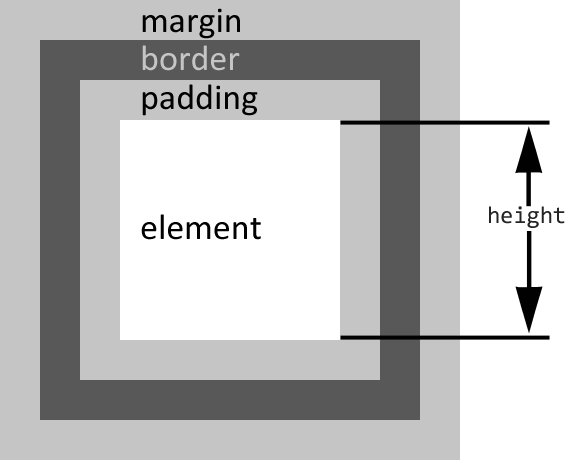 margin
border
padding
element
height